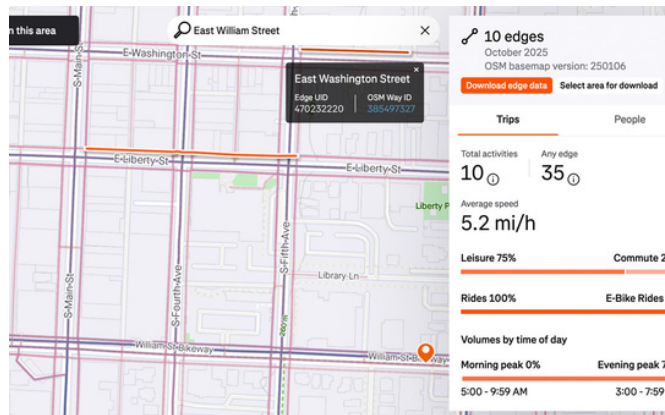 n this area
East William Street
E Washington St
East Washington Street
Edge UID
470232220
OSM Way ID
385497327
S-Main-St
E-Liberty-St
E-Liberty-St
Liberty P
S-Fifth-Ave
S-Fourth-Ave
Library Ln
S-Main-St
260 m
William St Bikeway
William St B way
10 edges
October 2025
OSM basemap version: 250106
Download edge data
Select area for download
Trips
People
Total activities
10
Any edge
35
Average speed
5.2 mi/h
Leisure 75%
Commute 2
Rides 100%
E-Bike Rides
Volumes by time of day
Morning peak 0%
Evening peak 7
5:00 - 9:59 AM
3:00 - 7:59